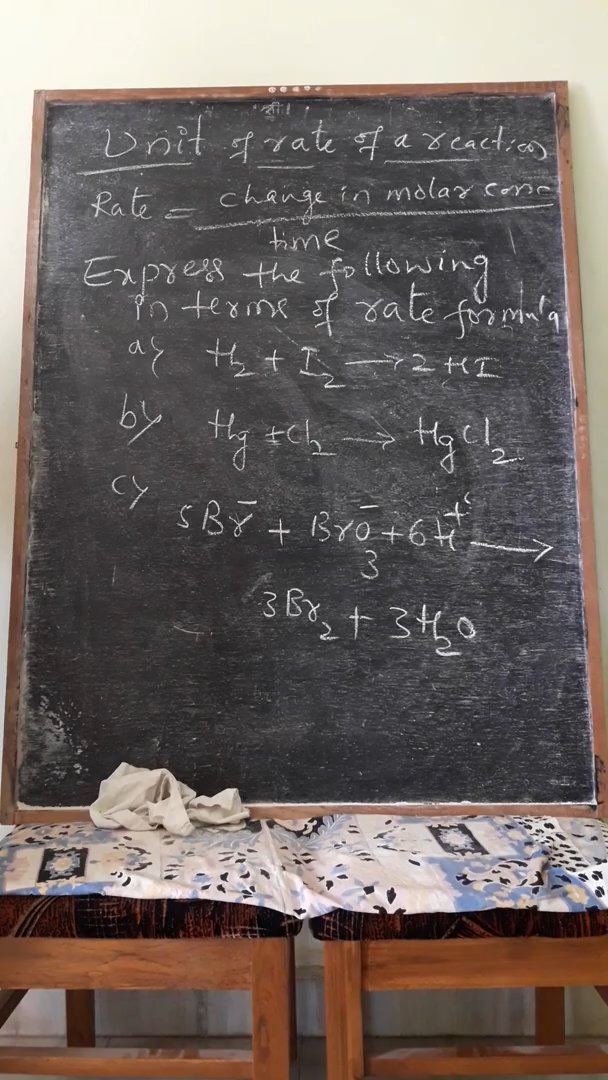 श्री।
Unit of rate of a reaction
Rate = change in molar conc
time
Express the following
in terms of rate formula
a) H₂ + I₂ → 2HI
b) Hg + Cl₂ → HgCl₂
c)
5Br⁻ + BrO₃⁻ + 6H⁺ →
3Br₂ + 3H₂O